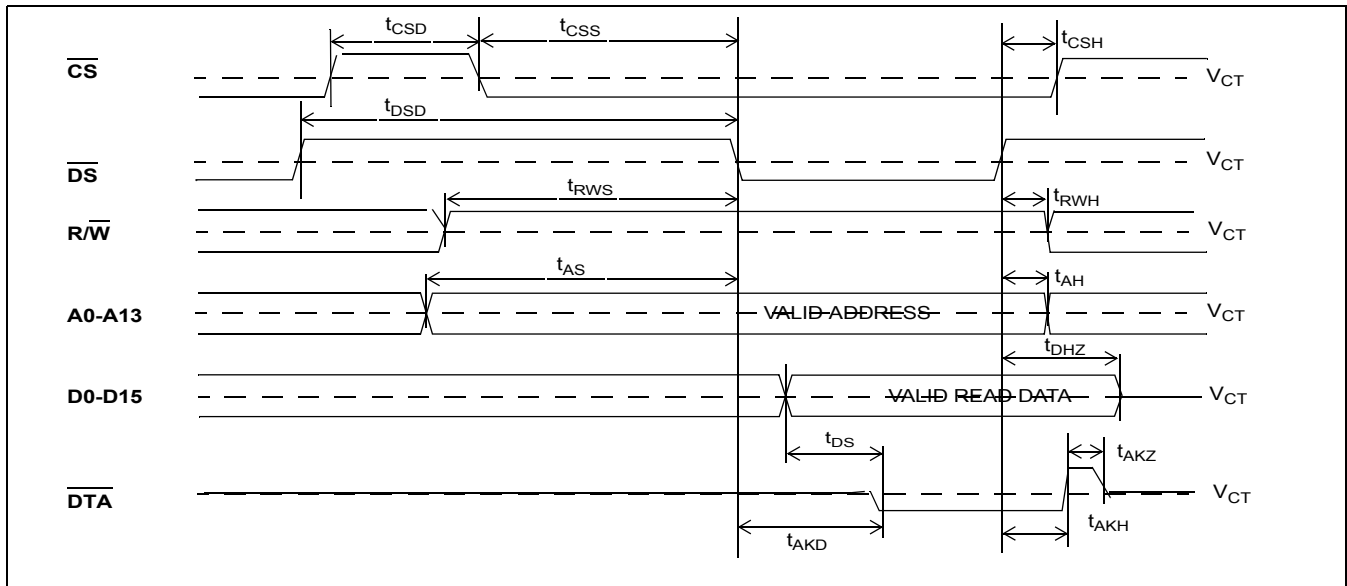 tCSD tCSS tCSH
CS VCT
tDSD
DS VCT
tRWS tRWH
R/W VCT
tAS tAH
A0-A13 VALID ADDRESS VCT
tDHZ
D0-D15 VALID READ DATA VCT
tDS tAKZ
DTA VCT
tAKD tAKH